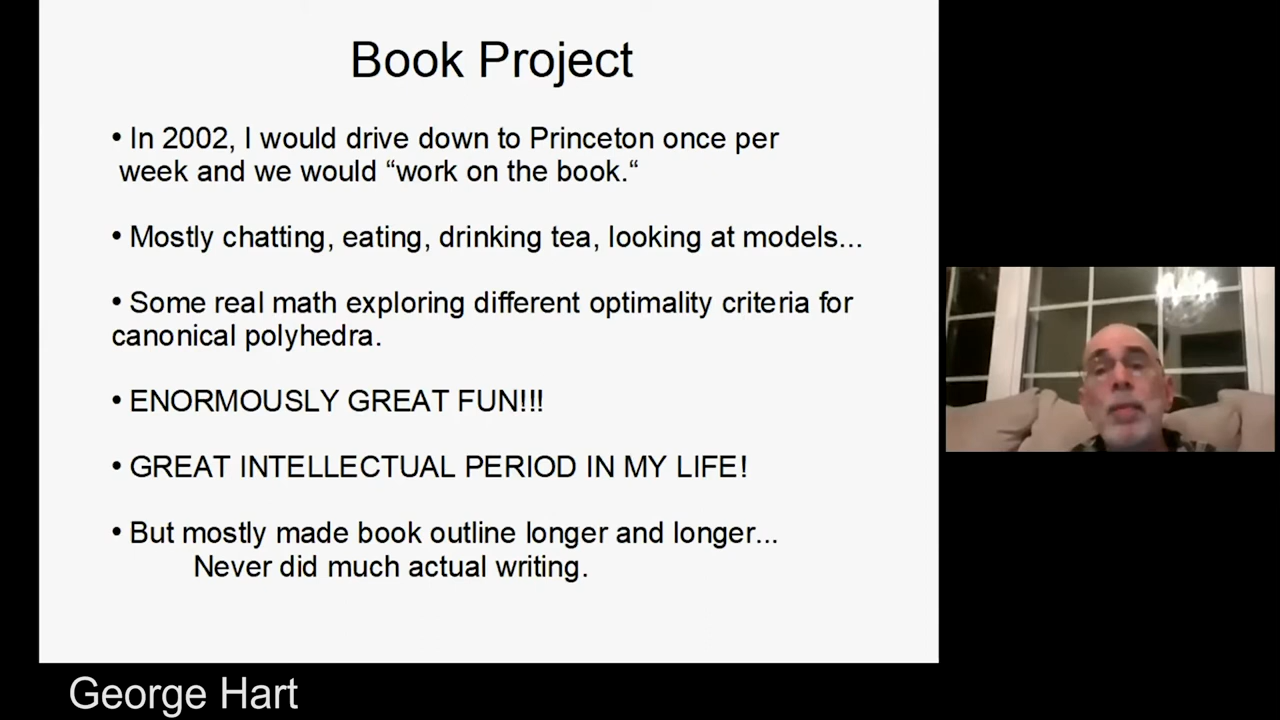 Book Project
• In 2002, I would drive down to Princeton once per
week and we would “work on the book.“
• Mostly chatting, eating, drinking tea, looking at models...
• Some real math exploring different optimality criteria for
canonical polyhedra.
• ENORMOUSLY GREAT FUN!!!
• GREAT INTELLECTUAL PERIOD IN MY LIFE!
• But mostly made book outline longer and longer...
Never did much actual writing.
George Hart